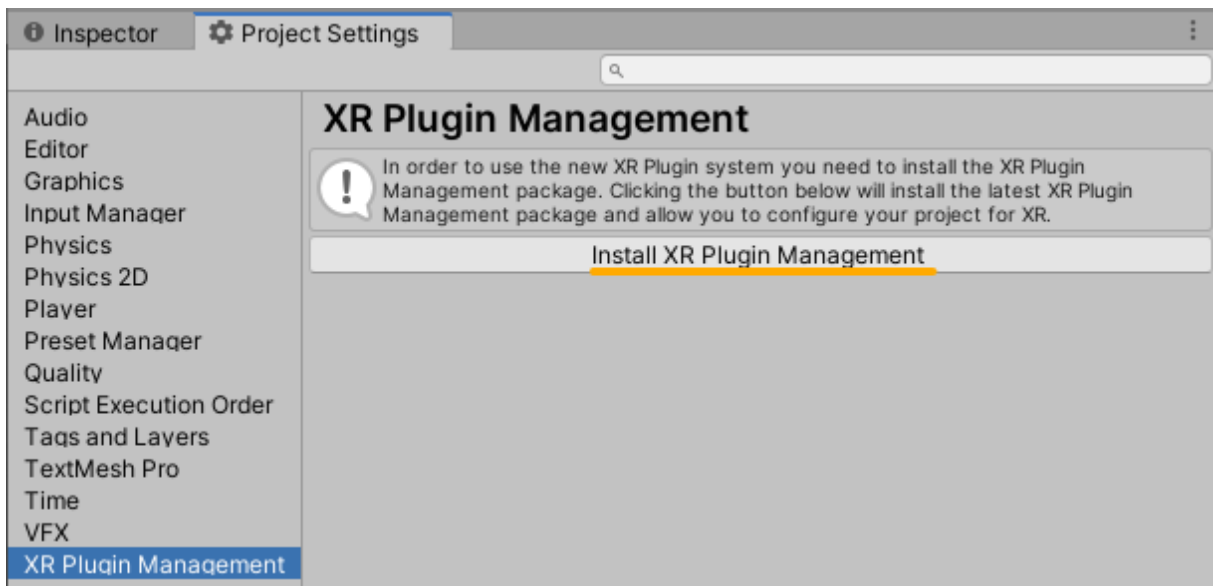 Inspector
Project Settings
Audio
Editor
Graphics
Input Manager
Physics
Physics 2D
Player
Preset Manager
Quality
Script Execution Order
Tags and Layers
TextMesh Pro
Time
VFX
XR Plugin Management
XR Plugin Management
In order to use the new XR Plugin system you need to install the XR Plugin
Management package. Clicking the button below will install the latest XR Plugin
Management package and allow you to configure your project for XR.
Install XR Plugin Management